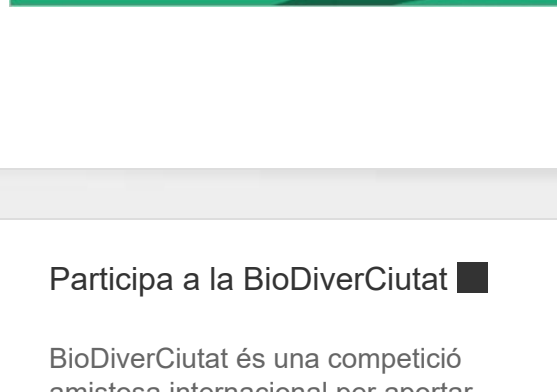 Participa a la BioDiverCiutat
BioDiverCiutat és una competició
amistosa internacional per aportar